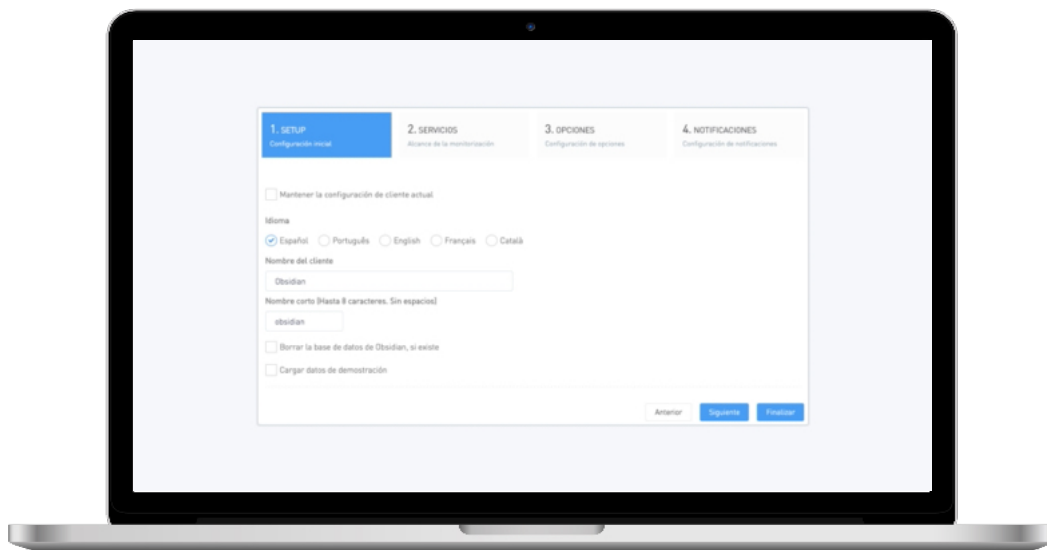 1. SETUP
Configuración inicial
2. SERVICIOS
Alcance de la monitorización
3. OPCIONES
Configuración de opciones
4. NOTIFICACIONES
Configuración de notificaciones
Mantener la configuración de cliente actual
Idioma
Español Português English Français Català
Nombre del cliente
Obsidian
Nombre corto (Hasta 8 caracteres. Sin espacios)
obsidian
Borrar la base de datos de Obsidian, si existe
Cargar datos de demostración
Anterior Siguiente Finalizar